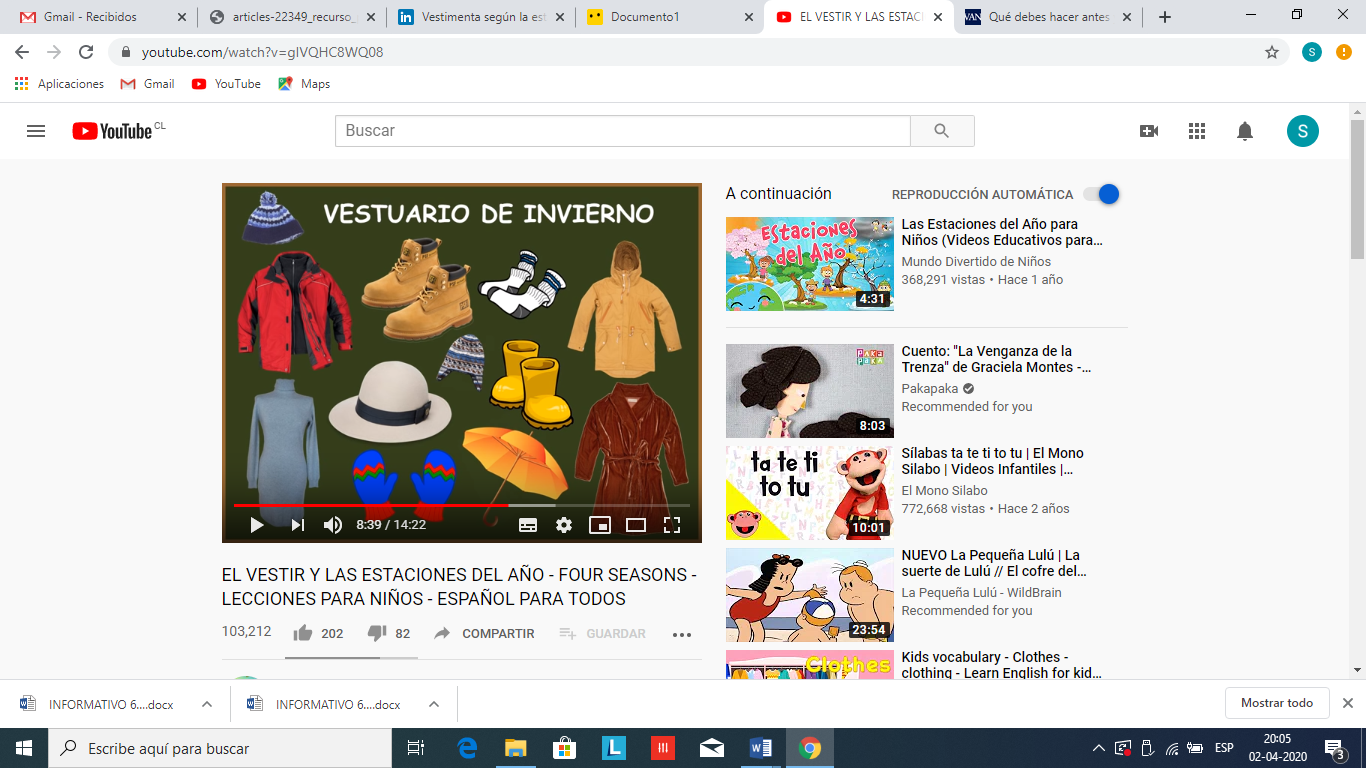 Gmail - Recibidos
articles-22349_recurso_
Vestimenta según la est
Documento1
EL VESTIR Y LAS ESTACI
Qué debes hacer antes
youtube.com/watch?v=gIVQHC8WQ08
S
Aplicaciones
Gmail
YouTube
Maps
YouTube CL
Buscar
S
VESTUARIO DE INVIERNO
8:39 / 14:22
EL VESTIR Y LAS ESTACIONES DEL AÑO - FOUR SEASONS -
LECCIONES PARA NIÑOS - ESPAÑOL PARA TODOS
103,212
202
82
COMPARTIR
GUARDAR
A continuación
REPRODUCCIÓN AUTOMÁTICA
Estaciones
del Año
4:31
Las Estaciones del Año para
Niños (Videos Educativos para...
Mundo Divertido de Niños
368,291 vistas • Hace 1 año
PAKA
PAKA
8:03
Cuento: "La Venganza de la
Trenza" de Graciela Montes -...
Pakapaka
Recommended for you
ta te ti
to tu
10:01
Sílabas ta te ti to tu | El Mono
Silabo | Videos Infantiles |...
El Mono Silabo
772,668 vistas • Hace 2 años
23:54
NUEVO La Pequeña Lulú | La
suerte de Lulú // El cofre del...
La Pequeña Lulú - WildBrain
Recommended for you
Clothes
Kids vocabulary - Clothes -
clothing - Learn English for kid...
INFORMATIVO 6....docx
INFORMATIVO 6....docx
Mostrar todo
Escribe aquí para buscar
L
ESP
20:05
02-04-2020
3